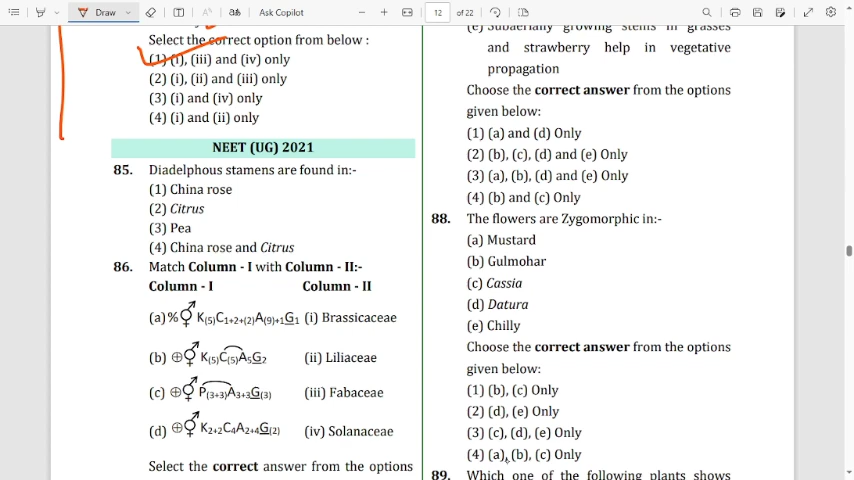 Draw
Ask Copilot
12 of 22
Select the correct option from below :
(1) (i), (iii) and (iv) only
(2) (i), (ii) and (iii) only
(3) (i) and (iv) only
(4) (i) and (ii) only
NEET (UG) 2021
85. Diadelphous stamens are found in:-
(1) China rose
(2) Citrus
(3) Pea
(4) China rose and Citrus
86. Match Column - I with Column - II:-
Column - I Column - II
(a) % ⚥ K(5)C1+2+(2)A(9)+1G1 (i) Brassicaceae
(b) ⊕ ⚥ K(5)C(5)A5G2 (ii) Liliaceae
(c) ⊕ ⚥ P(3+3)A3+3G(3) (iii) Fabaceae
(d) ⊕ ⚥ K2+2C4A2+4G(2) (iv) Solanaceae
Select the correct answer from the options
(e) Subaerially growing stems in grasses
and strawberry help in vegetative
propagation
Choose the correct answer from the options
given below:
(1) (a) and (d) Only
(2) (b), (c), (d) and (e) Only
(3) (a), (b), (d) and (e) Only
(4) (b) and (c) Only
88. The flowers are Zygomorphic in:-
(a) Mustard
(b) Gulmohar
(c) Cassia
(d) Datura
(e) Chilly
Choose the correct answer from the options
given below:
(1) (b), (c) Only
(2) (d), (e) Only
(3) (c), (d), (e) Only
(4) (a), (b), (c) Only
89. Which one of the following plants shows